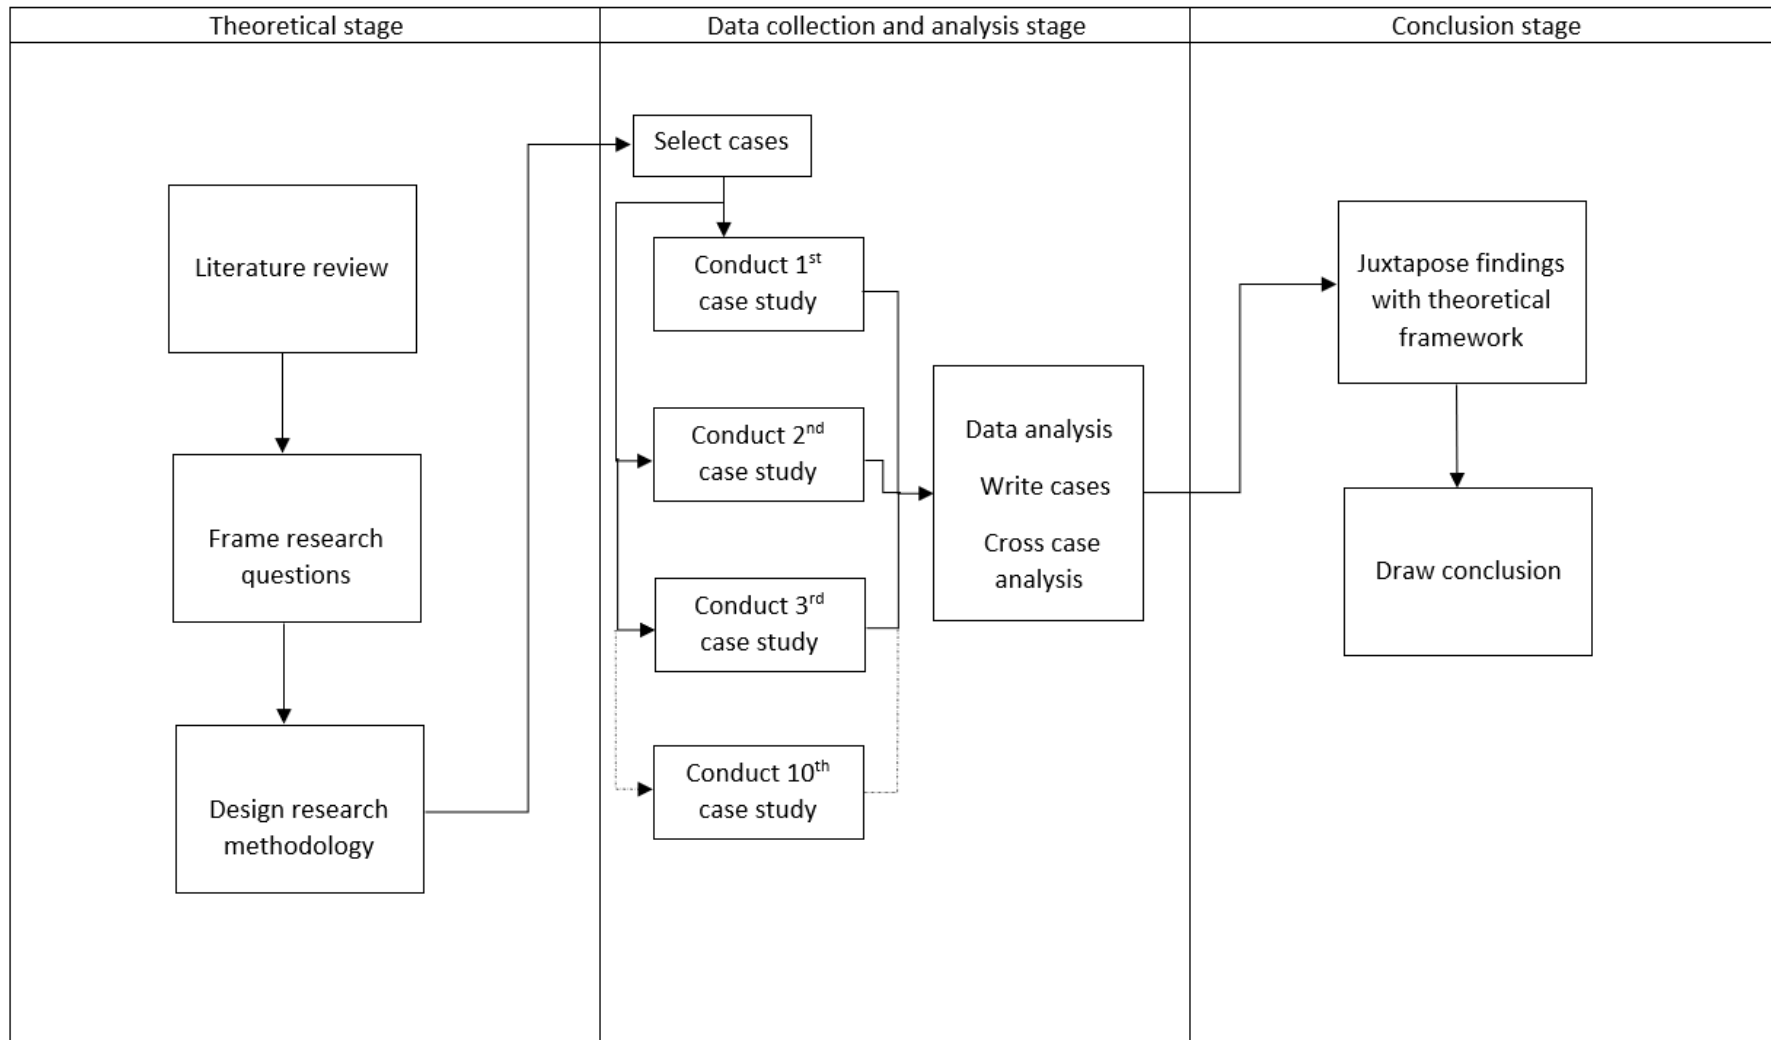 Theoretical stage
Data collection and analysis stage
Conclusion stage
Literature review
Frame research
questions
Design research
methodology
Select cases
Conduct 1st
case study
Conduct 2nd
case study
Conduct 3rd
case study
Conduct 10th
case study
Data analysis
Write cases
Cross case
analysis
Juxtapose findings
with theoretical
framework
Draw conclusion